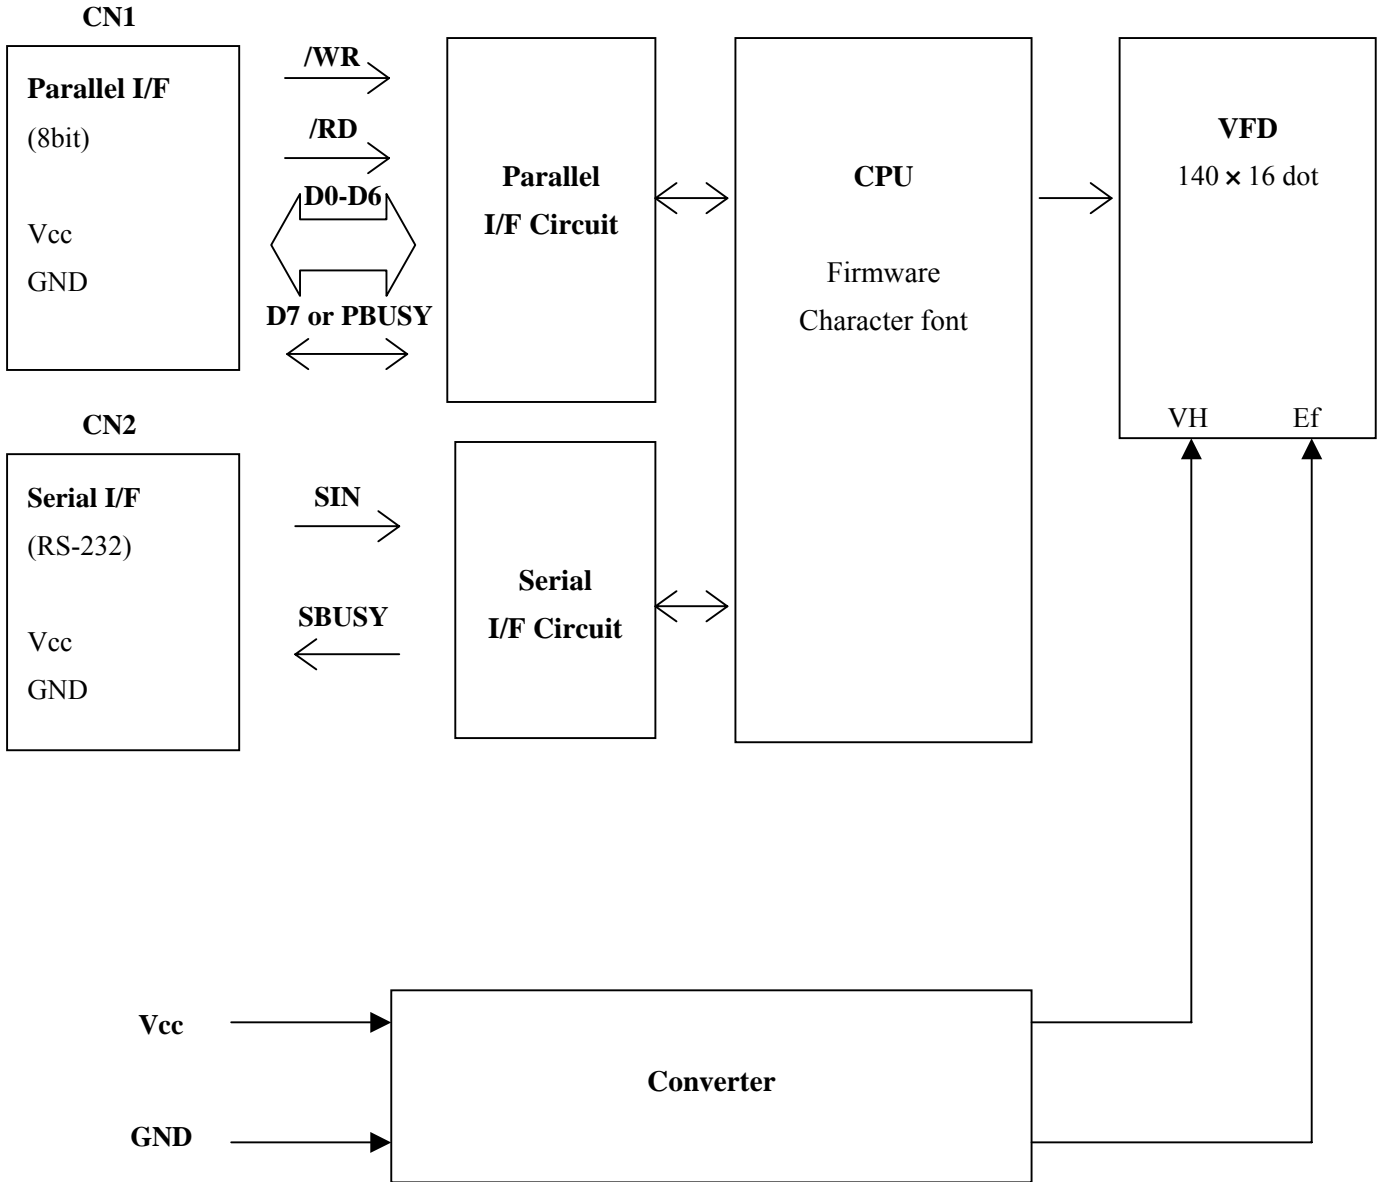 CN1
Parallel I/F
(8bit)
Vcc
GND
/WR
/RD
D0-D6
D7 or PBUSY
Parallel
I/F Circuit
CPU
Firmware
Character font
VFD
140 × 16 dot
VH Ef
CN2
Serial I/F
(RS-232)
Vcc
GND
SIN
SBUSY
Serial
I/F Circuit
Vcc
GND
Converter